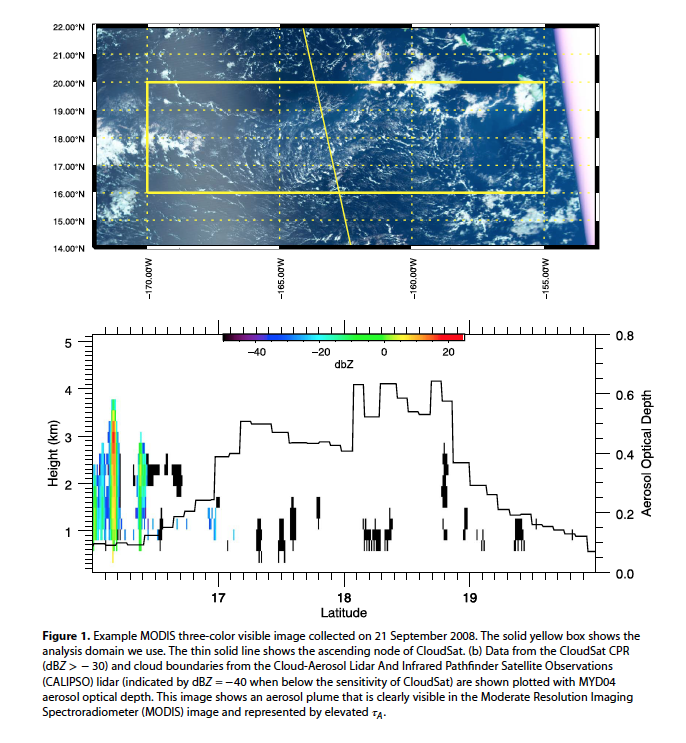 22.00°N
21.00°N
20.00°N
19.00°N
18.00°N
17.00°N
16.00°N
15.00°N
14.00°N
−170.00°W
−165.00°W
−160.00°W
−155.00°W
−40 −20 0 20
dbZ
5
4
3
2
1
Height (km)
0.8
0.6
0.4
0.2
0.0
Aerosol Optical Depth
17 18 19
Latitude
Figure 1. Example MODIS three-color visible image collected on 21 September 2008. The solid yellow box shows the
analysis domain we use. The thin solid line shows the ascending node of CloudSat. (b) Data from the CloudSat CPR
(dBZ > − 30) and cloud boundaries from the Cloud-Aerosol Lidar And Infrared Pathfinder Satellite Observations
(CALIPSO) lidar (indicated by dBZ = −40 when below the sensitivity of CloudSat) are shown plotted with MYD04
aerosol optical depth. This image shows an aerosol plume that is clearly visible in the Moderate Resolution Imaging
Spectroradiometer (MODIS) image and represented by elevated τA.